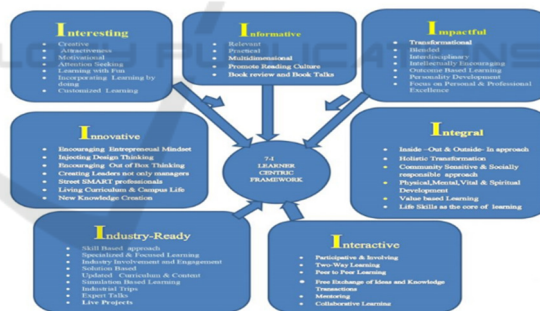 Interesting
Creative
Attractiveness
Motivational
Attention Seeking
Learning with Fun
Incorporating Learning by
doing
Customized Learning
Informative
Relevant
Practical
Multidimensional
Promote Reading Culture
Book review and Book Talks
Impactful
Transformational
Blended
Interdisciplinary
Intellectually Encouraging
Outcome Based Learning
Personality Development
Focus on Personal & Professional
Excellence
Innovative
Encouraging Entrepreneual Mindset
Injecting Design Thinking
Encouraging Out of Box Thinking
Creating Leaders not only managers
Street SMART professionals
Living Curriculum & Campus Life
New Knowledge Creation
7-I
LEARNER
CENTRIC
FRAMEWORK
Integral
Inside –Out & Outside- In approach
Holistic Transformation
Community Sensitive & Socially
responsible approach
Physical,Mental,Vital & Spiritual
Development
Value based Learning
Life Skills as the core of learning
Industry-Ready
Skill Based approach
Specialized & Focused Learning
Industry Involvement and Engagement
Solution Based
Updated Curriculum & Content
Simulation Based Learning
Industrial Trips
Expert Talks
Live Projects
Interactive
Participative & Involving
Two-Way Learning
Peer to Peer Learning
Free Exchange of Ideas and Knowledge
Transactions
Mentoring
Collaborative Learning